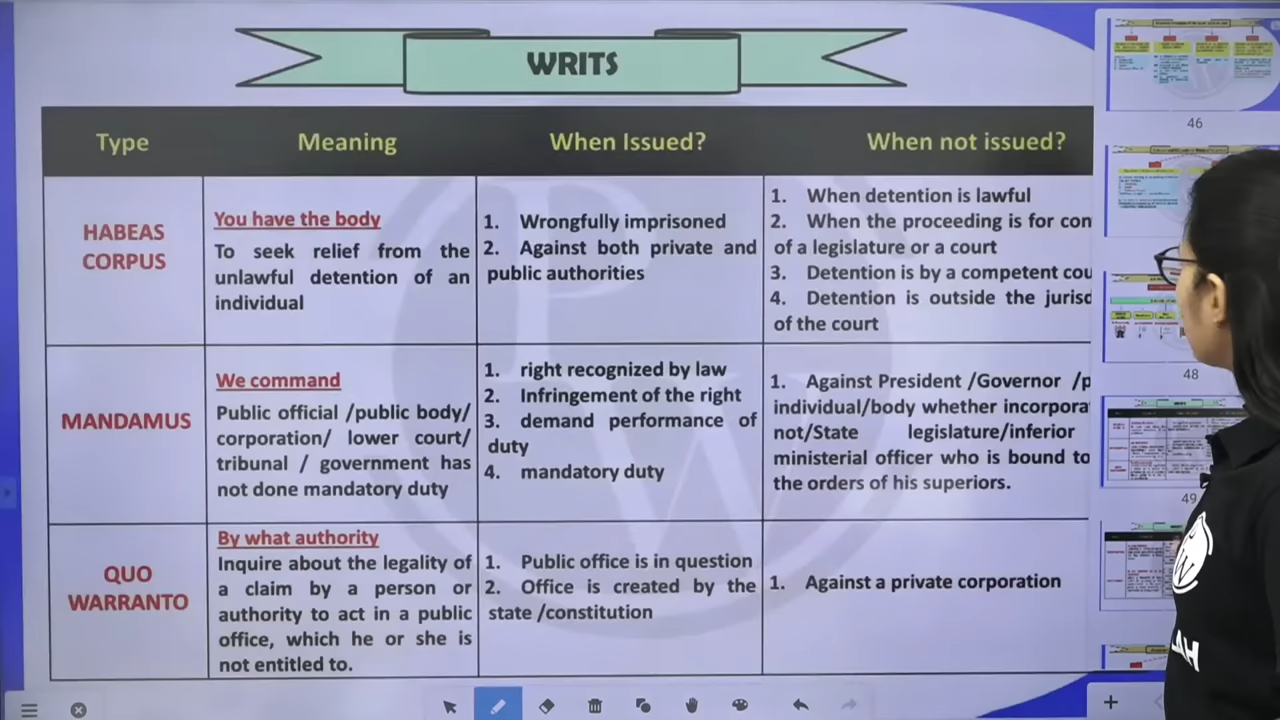 WRITS
Type
Meaning
When Issued?
When not issued?
HABEAS
CORPUS
You have the body
To seek relief from the
unlawful detention of an
individual
1. Wrongfully imprisoned
2. Against both private and
public authorities
1. When detention is lawful
2. When the proceeding is for con
of a legislature or a court
3. Detention is by a competent cou
4. Detention is outside the jurisd
of the court
MANDAMUS
We command
Public official /public body/
corporation/ lower court/
tribunal / government has
not done mandatory duty
1. right recognized by law
2. Infringement of the right
3. demand performance of
duty
4. mandatory duty
1. Against President /Governor /p
individual/body whether incorpora
not/State legislature/inferior
ministerial officer who is bound to
the orders of his superiors.
QUO
WARRANTO
By what authority
Inquire about the legality of
a claim by a person or
authority to act in a public
office, which he or she is
not entitled to.
1. Public office is in question
2. Office is created by the
state /constitution
1. Against a private corporation
46
48
49